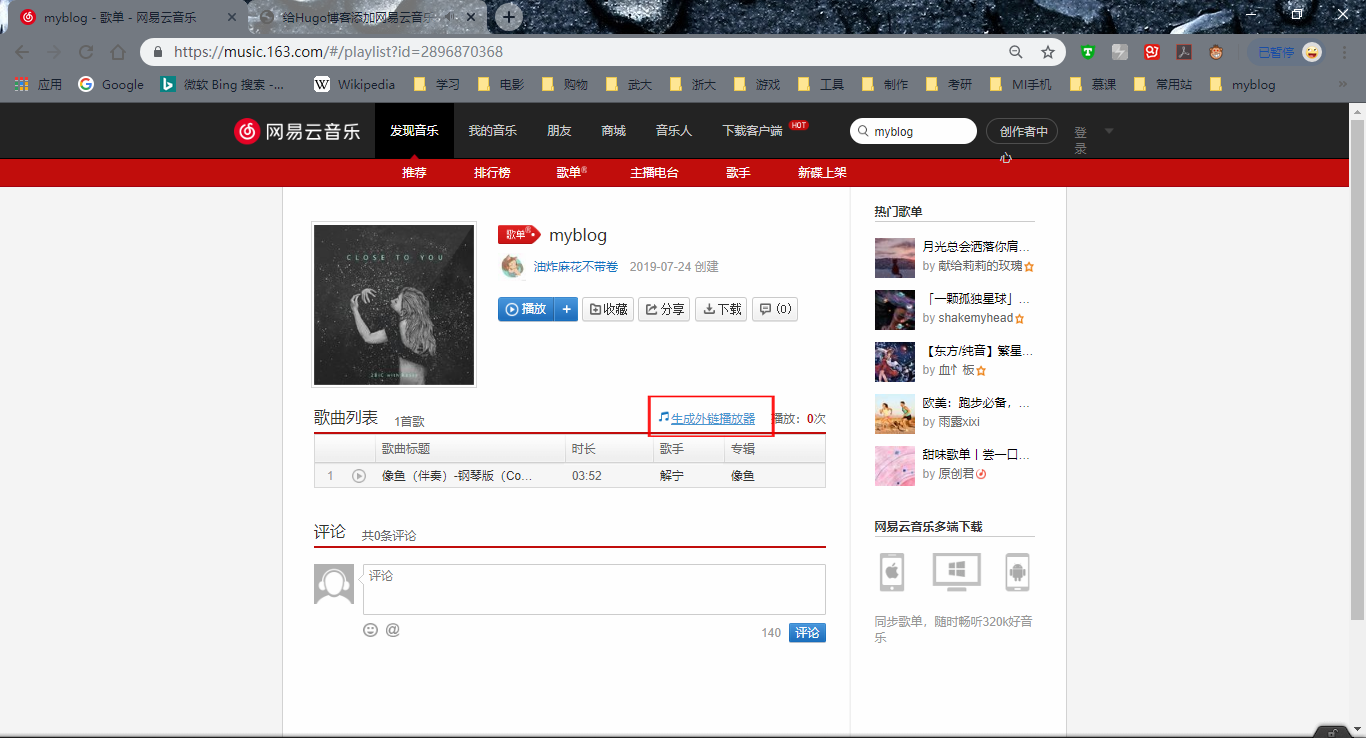 myblog - 歌单 - 网易云音乐
给Hugo博客添加网易云音乐
https://music.163.com/#/playlist?id=2896870368
已暂停
应用 Google 微软 Bing 搜索 -... Wikipedia 学习 电影 购物 武大 浙大 游戏 工具 制作 考研 MI手机 慕课 常用站 myblog
网易云音乐 发现音乐 我的音乐 朋友 商城 音乐人 下载客户端 HOT myblog 创作者中心 登录
推荐 排行榜 歌单® 主播电台 歌手 新碟上架
CLOSE TO YOU
歌单® myblog
油炸麻花不带卷 2019-07-24 创建
播放 + 收藏 分享 下载 (0)
歌曲列表 1首歌 生成外链播放器 播放：0次
歌曲标题 时长 歌手 专辑
1 像鱼（伴奏）-钢琴版（Co... 03:52 解宁 像鱼
评论 共0条评论
评论
@ 140 评论
热门歌单
月光总会洒落你肩...
by 献给莉莉的玫瑰
「一颗孤独星球」...
by shakemyhead
【东方/纯音】繁星...
by 血忄板
欧美：跑步必备，...
by 雨露xixi
甜味歌单丨尝一口...
by 原创君
网易云音乐多端下载
同步歌单，随时畅听320k好音
乐